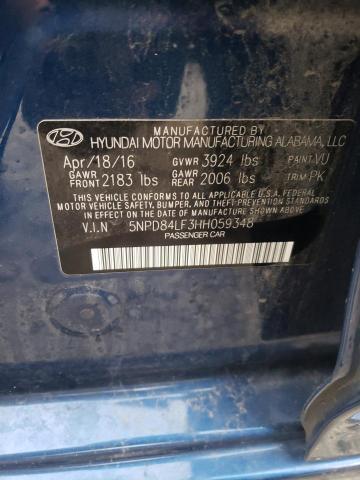 MANUFACTURED BY
HYUNDAI MOTOR MANUFACTURING ALABAMA, LLC
Apr/18/16 GVWR 3924 lbs PAINT:VU
GAWR FRONT 2183 lbs GAWR REAR 2006 lbs TRIM:PK
THIS VEHICLE CONFORMS TO ALL APPLICABLE U.S.A FEDERAL
MOTOR VEHICLE SAFETY, BUMPER, AND THEFT PREVENTION
STANDARDS IN EFFECT ON THE DATE OF MANUFACTURE SHOWN ABOVE.
V.I.N 5NPD84LF3HH059348
PASSENGER CAR